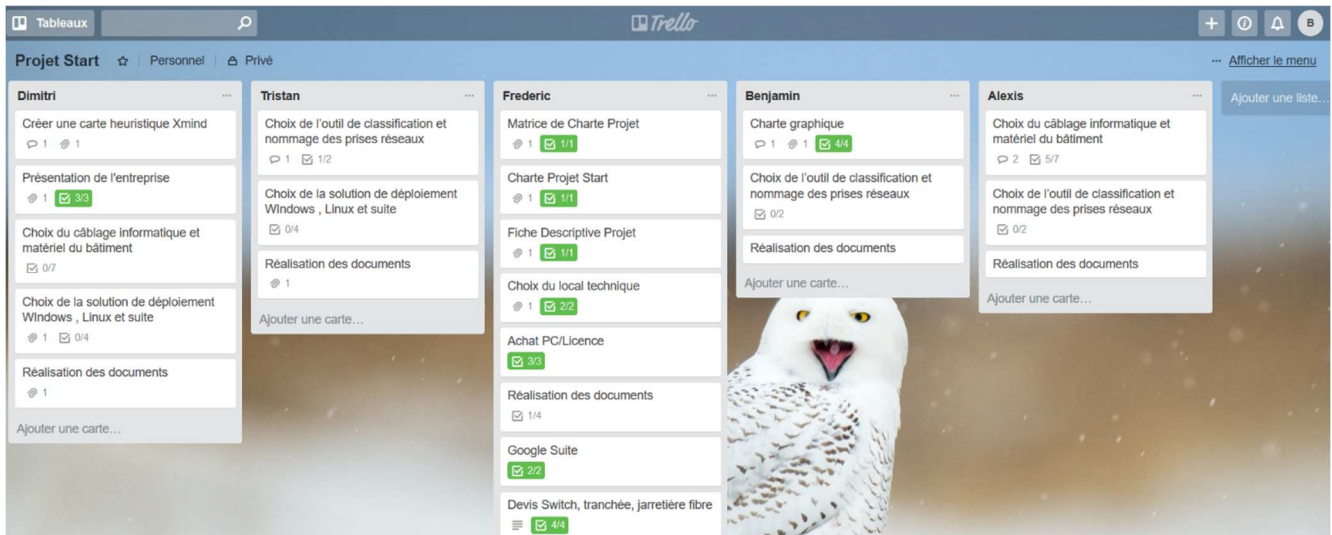 Tableaux
Trello
B
Projet Start
Personnel
Privé
... Afficher le menu
Dimitri
Créer une carte heuristique Xmind
1 1
Présentation de l'entreprise
1 3/3
Choix du câblage informatique et
matériel du bâtiment
0/7
Choix de la solution de déploiement
WIndows , Linux et suite
1 0/4
Réalisation des documents
1
Ajouter une carte...
Tristan
Choix de l'outil de classification et
nommage des prises réseaux
1 1/2
Choix de la solution de déploiement
WIndows , Linux et suite
0/4
Réalisation des documents
1
Ajouter une carte...
Frederic
Matrice de Charte Projet
1 1/1
Charte Projet Start
1 1/1
Fiche Descriptive Projet
1 1/1
Choix du local technique
1 2/2
Achat PC/Licence
3/3
Réalisation des documents
1/4
Google Suite
2/2
Devis Switch, tranchée, jarretière fibre
4/4
Benjamin
Charte graphique
1 1 4/4
Choix de l'outil de classification et
nommage des prises réseaux
0/2
Réalisation des documents
Ajouter une carte...
Alexis
Choix du câblage informatique et
matériel du bâtiment
2 5/7
Choix de l'outil de classification et
nommage des prises réseaux
0/2
Réalisation des documents
Ajouter une carte...
Ajouter une liste...